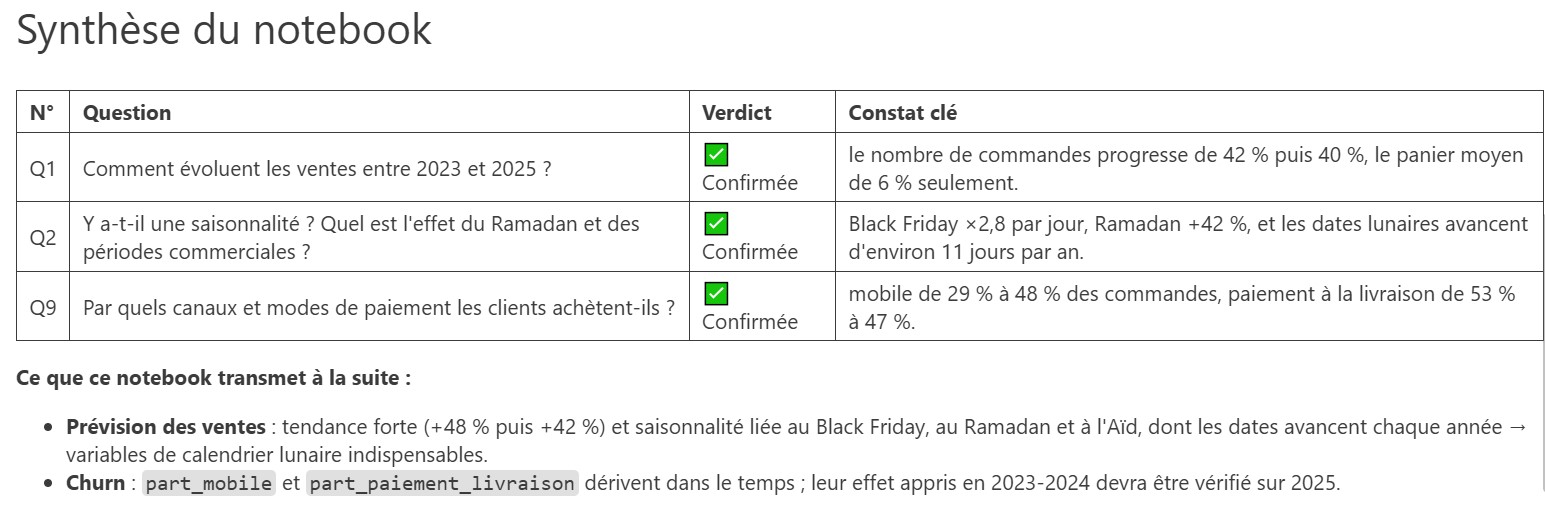 Synthèse du notebook
N° Question Verdict Constat clé
Q1 Comment évoluent les ventes entre 2023 et 2025 ? ✅ Confirmée le nombre de commandes progresse de 42 % puis 40 %, le panier moyen
de 6 % seulement.
Q2 Y a-t-il une saisonnalité ? Quel est l'effet du Ramadan et des
périodes commerciales ? ✅ Confirmée Black Friday ×2,8 par jour, Ramadan +42 %, et les dates lunaires avancent
d'environ 11 jours par an.
Q9 Par quels canaux et modes de paiement les clients achètent-ils ? ✅ Confirmée mobile de 29 % à 48 % des commandes, paiement à la livraison de 53 %
à 47 %.
Ce que ce notebook transmet à la suite :
• Prévision des ventes : tendance forte (+48 % puis +42 %) et saisonnalité liée au Black Friday, au Ramadan et à l'Aïd, dont les dates avancent chaque année →
variables de calendrier lunaire indispensables.
• Churn : part_mobile et part_paiement_livraison dérivent dans le temps ; leur effet appris en 2023-2024 devra être vérifié sur 2025.